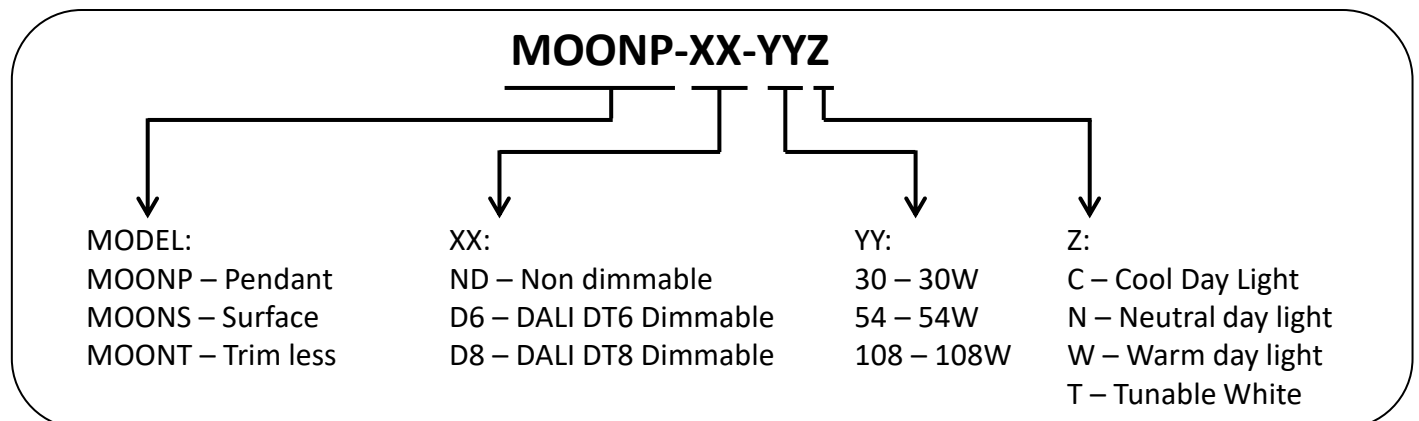 MOONP-XX-YYZ
MODEL:
MOONP – Pendant
MOONS – Surface
MOONT – Trim less
XX:
ND – Non dimmable
D6 – DALI DT6 Dimmable
D8 – DALI DT8 Dimmable
YY:
30 – 30W
54 – 54W
108 – 108W
Z:
C – Cool Day Light
N – Neutral day light
W – Warm day light
T – Tunable White